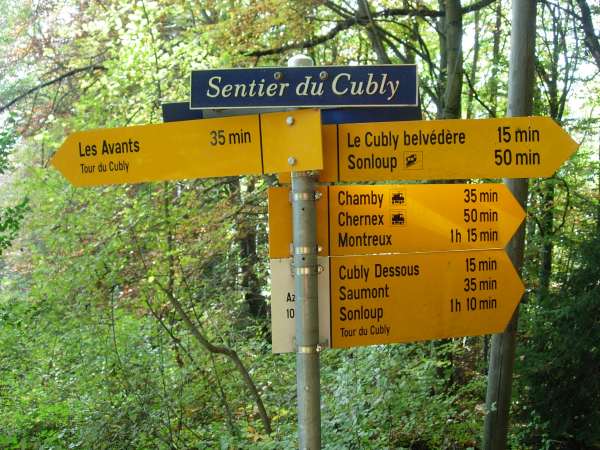 Sentier du Cubly
Les Avants 35 min
Tour du Cubly
Le Cubly belvédère 15 min
Sonloup 50 min
Chamby 35 min
Chernex 50 min
Montreux 1 h 15 min
Cubly Dessous 15 min
Saumont 35 min
Sonloup 1 h 10 min
Tour du Cubly